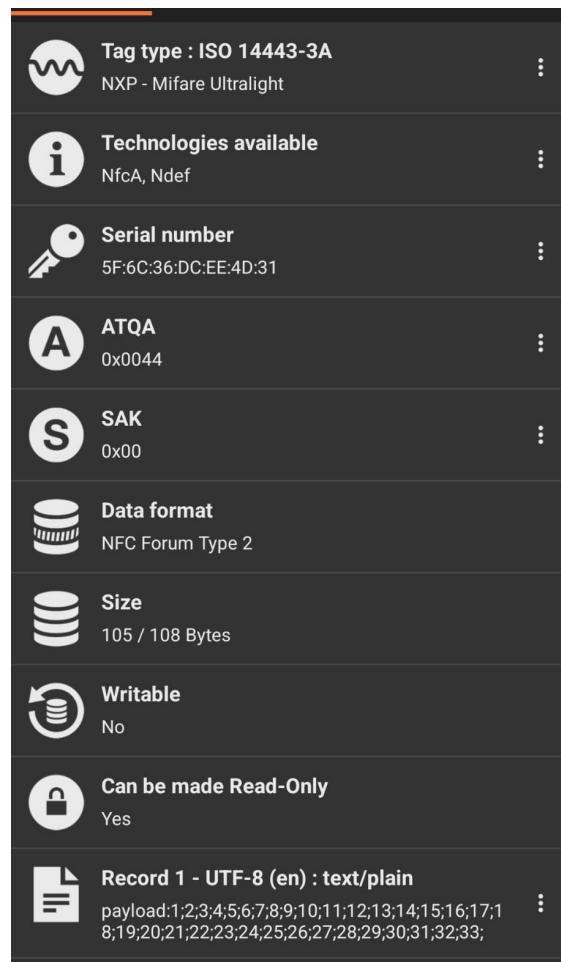 Tag type : ISO 14443-3A
NXP - Mifare Ultralight
Technologies available
NfcA, Ndef
Serial number
5F:6C:36:DC:EE:4D:31
A
ATQA
0x0044
S
SAK
0x00
Data format
NFC Forum Type 2
Size
105 / 108 Bytes
Writable
No
Can be made Read-Only
Yes
Record 1 - UTF-8 (en) : text/plain
payload:1;2;3;4;5;6;7;8;9;10;11;12;13;14;15;16;17;1
8;19;20;21;22;23;24;25;26;27;28;29;30;31;32;33;